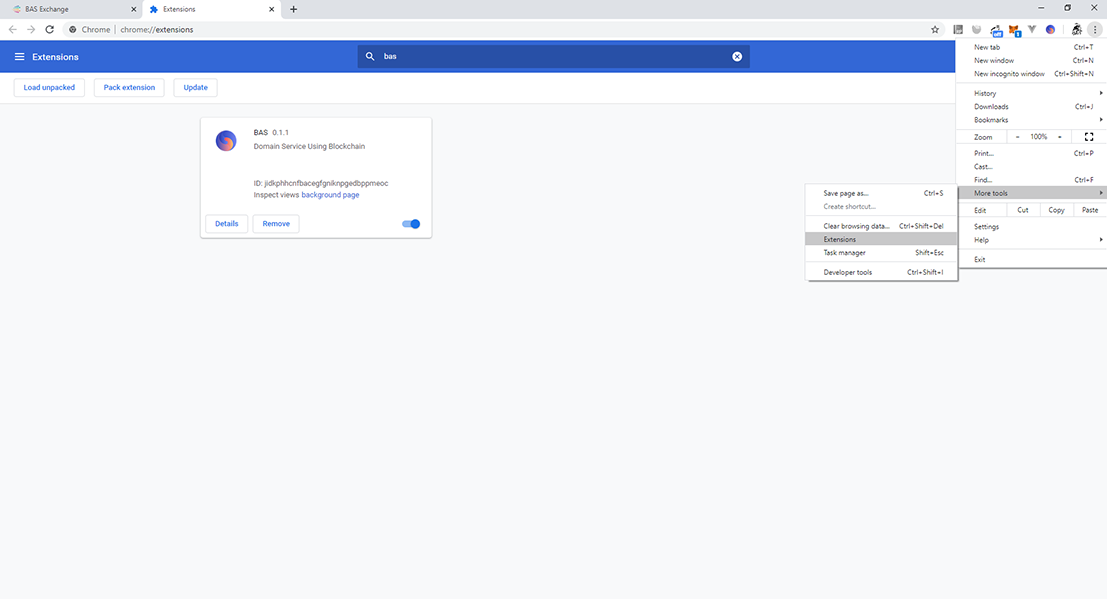 BAS Exchange
Extensions
Chrome | chrome://extensions
off
1
Extensions
bas
Load unpacked
Pack extension
Update
BAS 0.1.1
Domain Service Using Blockchain
ID: jidkphhcnfbacegfgniknpgedbppmeoc
Inspect views background page
Details
Remove
New tab Ctrl+T
New window Ctrl+N
New incognito window Ctrl+Shift+N
History
Downloads Ctrl+J
Bookmarks
Zoom - 100% +
Print... Ctrl+P
Cast...
Find... Ctrl+F
More tools
Edit Cut Copy Paste
Settings
Help
Exit
Save page as... Ctrl+S
Create shortcut...
Clear browsing data... Ctrl+Shift+Del
Extensions
Task manager Shift+Esc
Developer tools Ctrl+Shift+I